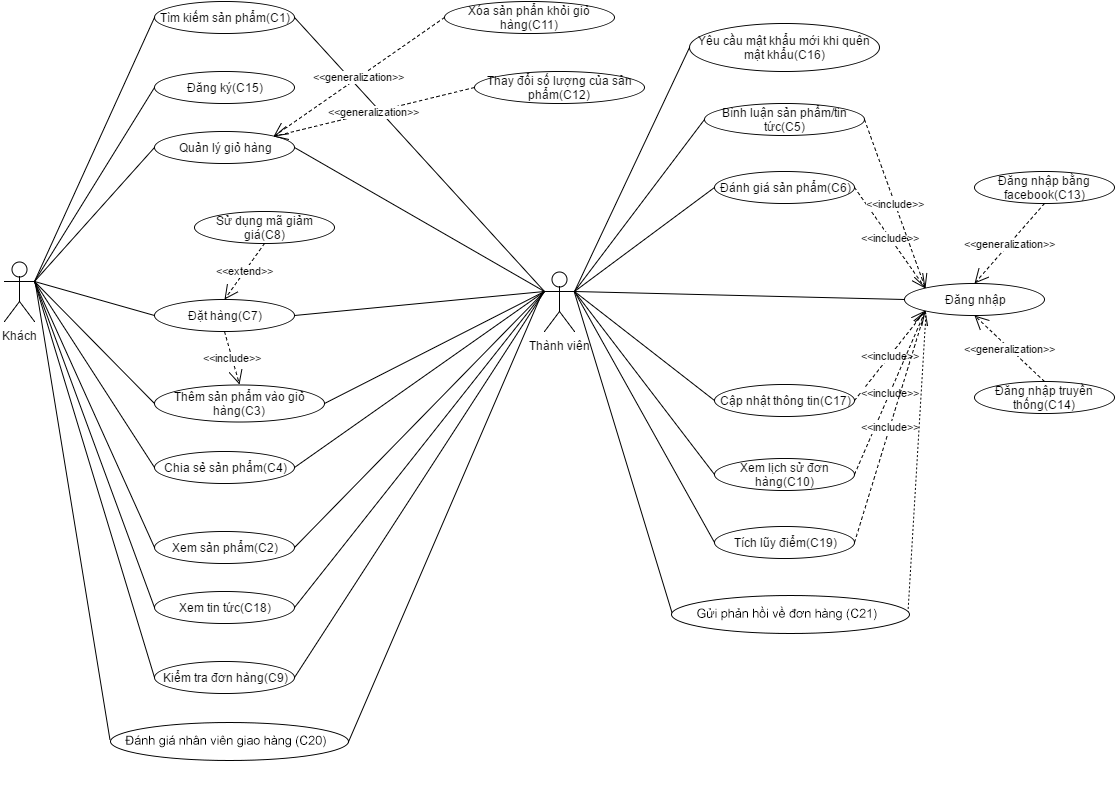 Tìm kiếm sản phẩm(C1)
Xóa sản phẩn khỏi giỏ
hàng(C11)
Yêu cầu mật khẩu mới khi quên
mật khẩu(C16)
<<generalization>>
Đăng ký(C15)
Thay đổi số lượng của sản
phẩm(C12)
<<generalization>>
Bình luận sản phẩm/tin
tức(C5)
Quản lý giỏ hàng
Đánh giá sản phẩm(C6)
Đăng nhập bằng
facebook(C13)
<<include>>
Sử dụng mã giảm
giá(C8)
<<include>>
<<generalization>>
<<extend>>
Đăng nhập
Đặt hàng(C7)
Khách
Thành viên
<<include>>
<<include>>
<<generalization>>
Thêm sản phẩm vào giỏ
hàng(C3)
Cập nhật thông tin(C17)
<<include>>
Đăng nhập truyền
thống(C14)
<<include>>
Chia sẻ sản phẩm(C4)
Xem lịch sử đơn
hàng(C10)
Xem sản phẩm(C2)
Tích lũy điểm(C19)
Xem tin tức(C18)
Gửi phản hồi về đơn hàng (C21)
Kiểm tra đơn hàng(C9)
Đánh giá nhân viên giao hàng (C20)